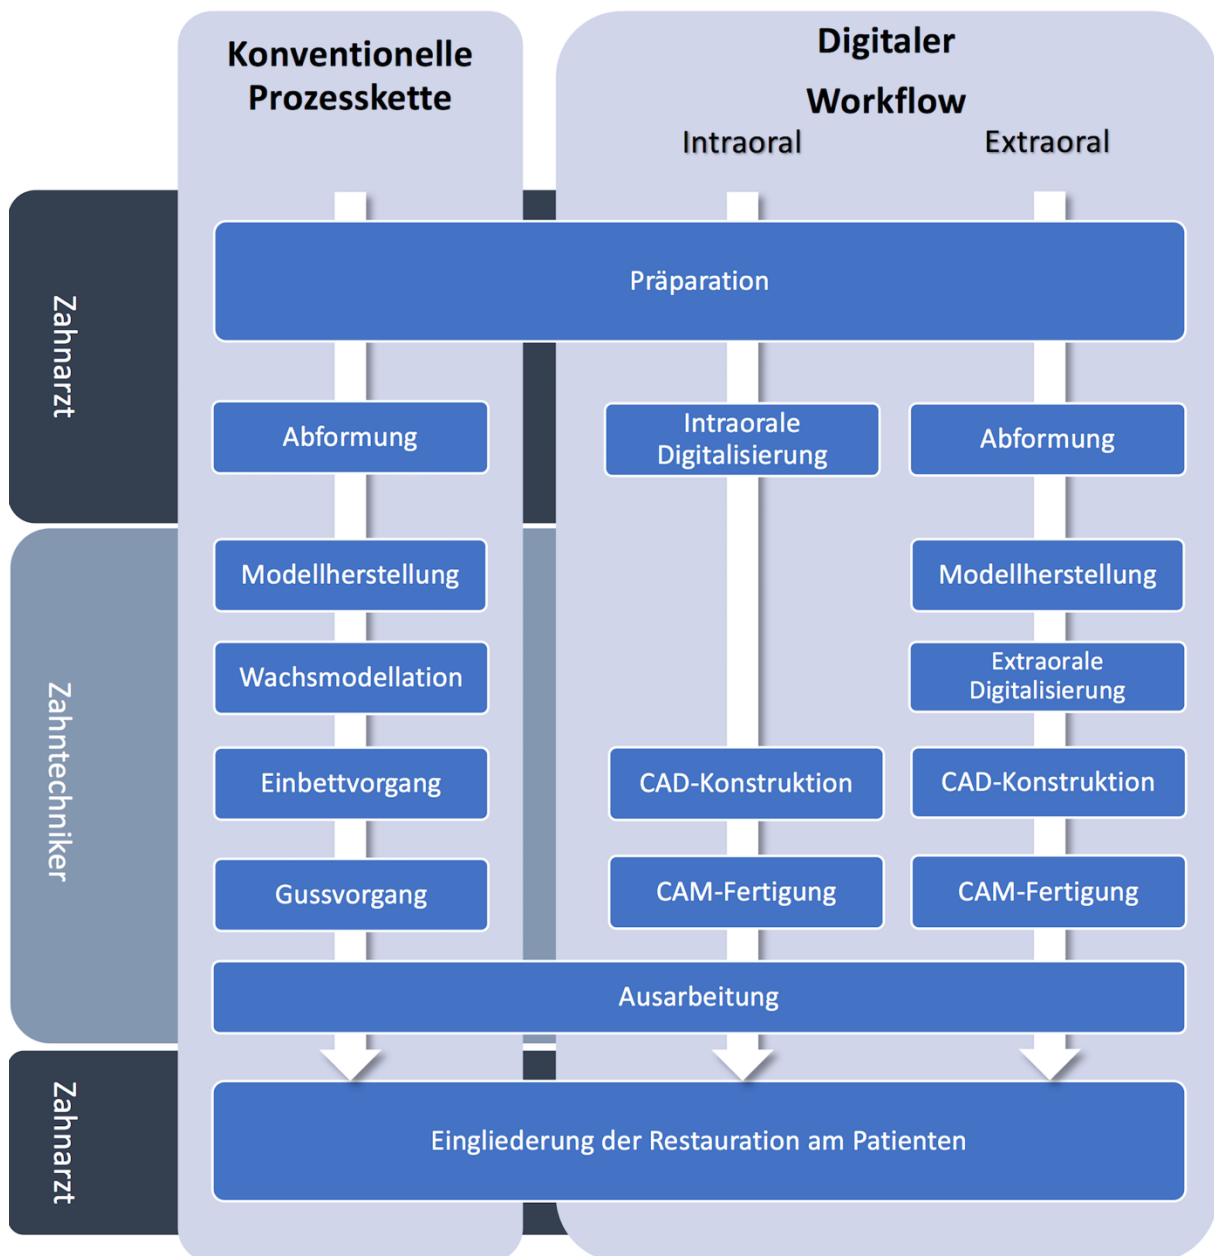 Konventionelle
Prozesskette
Digitaler
Workflow
Intraoral
Extraoral
Zahnarzt
Präparation
Abformung
Intraorale
Digitalisierung
Abformung
Zahntechniker
Modellherstellung
Modellherstellung
Wachsmodellation
Extraorale
Digitalisierung
Einbettvorgang
CAD-Konstruktion
CAD-Konstruktion
Gussvorgang
CAM-Fertigung
CAM-Fertigung
Ausarbeitung
Zahnarzt
Eingliederung der Restauration am Patienten